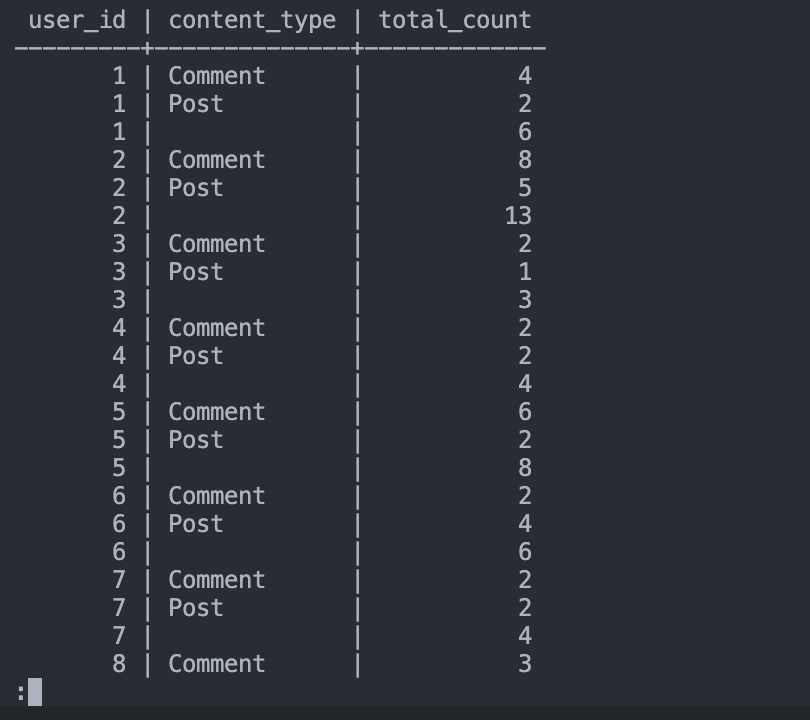 user_id | content_type | total_count
---------+--------------+-------------
       1 | Comment      |           4
       1 | Post         |           2
       1 |              |           6
       2 | Comment      |           8
       2 | Post         |           5
       2 |              |          13
       3 | Comment      |           2
       3 | Post         |           1
       3 |              |           3
       4 | Comment      |           2
       4 | Post         |           2
       4 |              |           4
       5 | Comment      |           6
       5 | Post         |           2
       5 |              |           8
       6 | Comment      |           2
       6 | Post         |           4
       6 |              |           6
       7 | Comment      |           2
       7 | Post         |           2
       7 |              |           4
       8 | Comment      |           3
: